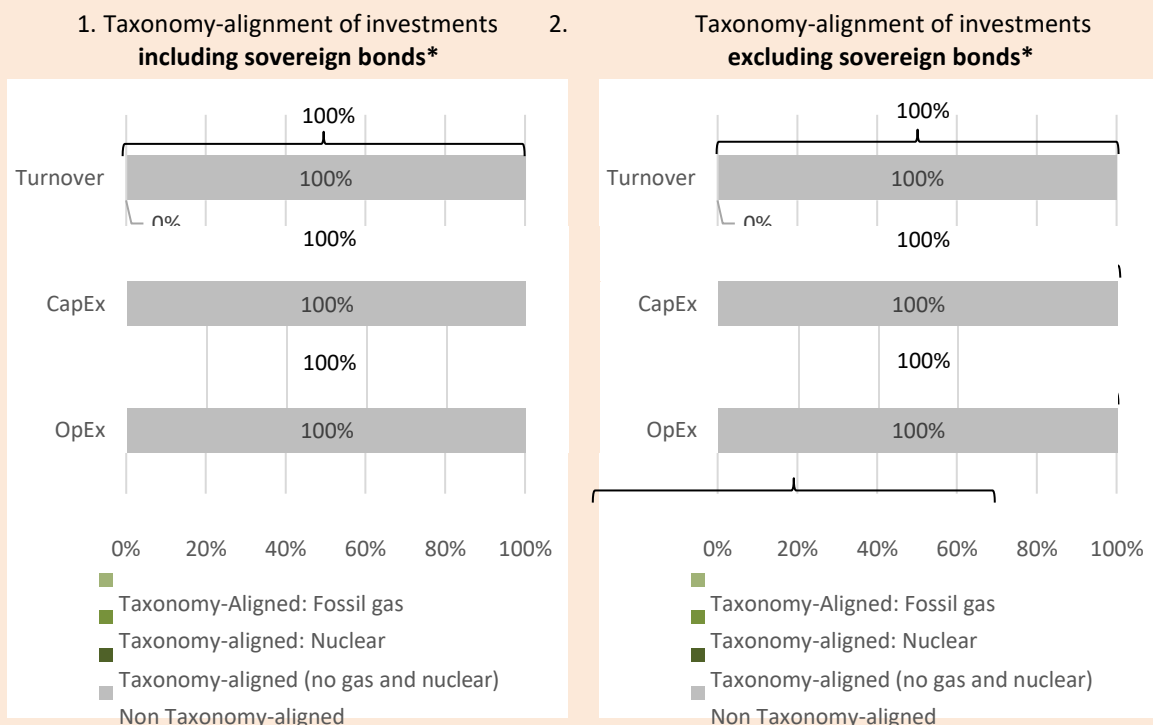 1. Taxonomy-alignment of investments
including sovereign bonds*
100%
Turnover
100%
0%
100%
CapEx
100%
100%
OpEx
100%
0% 20% 40% 60% 80% 100%
Taxonomy-Aligned: Fossil gas
Taxonomy-aligned: Nuclear
Taxonomy-aligned (no gas and nuclear)
Non Taxonomy-aligned
2. Taxonomy-alignment of investments
excluding sovereign bonds*
100%
Turnover
100%
0%
100%
CapEx
100%
100%
OpEx
100%
0% 20% 40% 60% 80% 100%
Taxonomy-Aligned: Fossil gas
Taxonomy-aligned: Nuclear
Taxonomy-aligned (no gas and nuclear)
Non Taxonomy-aligned